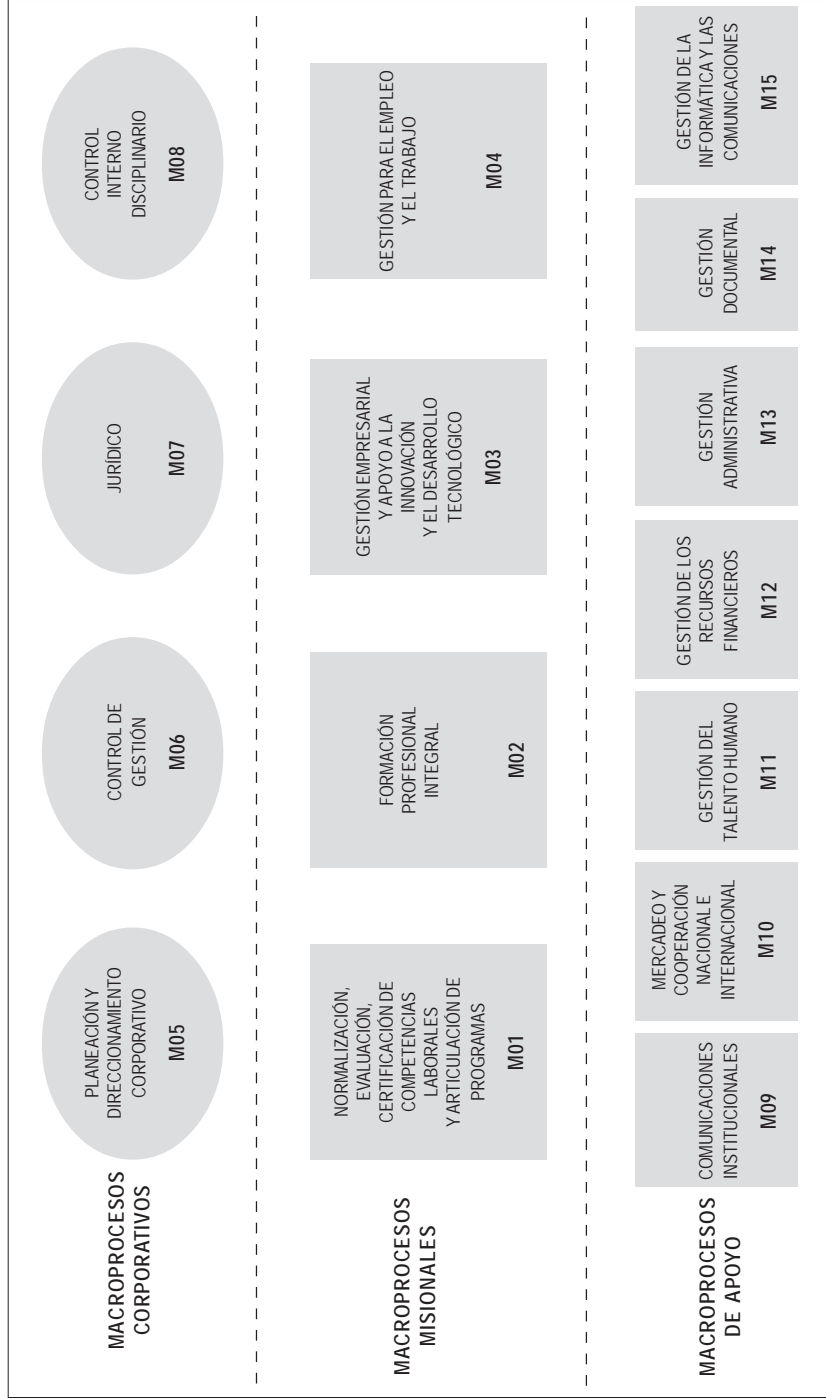 MACROPROCESOS
CORPORATIVOS
PLANEACIÓN Y
DIRECCIONAMIENTO
CORPORATIVO
M05
CONTROL DE
GESTIÓN
M06
JURÍDICO
M07
CONTROL
INTERNO
DISCIPLINARIO
M08
MACROPROCESOS
MISIONALES
NORMALIZACIÓN,
EVALUACIÓN,
CERTIFICACIÓN DE
COMPETENCIAS
LABORALES
Y ARTICULACIÓN DE
PROGRAMAS
M01
FORMACIÓN
PROFESIONAL
INTEGRAL
M02
GESTIÓN EMPRESARIAL
Y APOYO A LA
INNOVACIÓN
Y EL DESARROLLO
TECNOLÓGICO
M03
GESTIÓN PARA EL EMPLEO
Y EL TRABAJO
M04
MACROPROCESOS
DE APOYO
COMUNICACIONES
INSTITUCIONALES
M09
MERCADEO Y
COOPERACIÓN
NACIONAL E
INTERNACIONAL
M10
GESTIÓN DEL
TALENTO HUMANO
M11
GESTIÓN DE LOS
RECURSOS
FINANCIEROS
M12
GESTIÓN
ADMINISTRATIVA
M13
GESTIÓN
DOCUMENTAL
M14
GESTIÓN DE LA
INFORMÁTICA Y LAS
COMUNICACIONES
M15